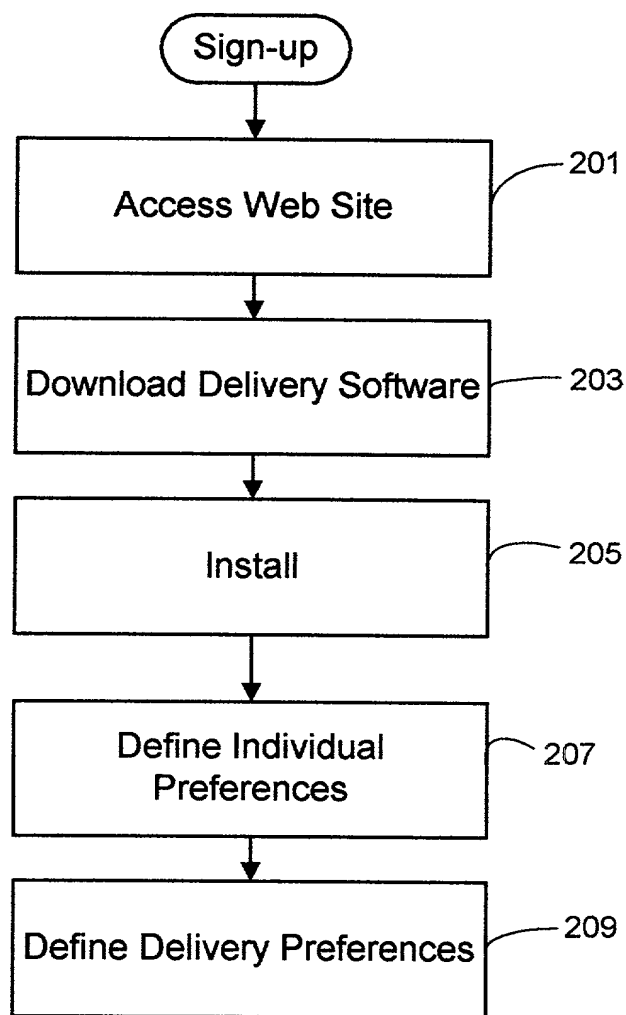 Sign-up
Access Web Site
201
Download Delivery Software
203
Install
205
Define Individual
Preferences
207
Define Delivery Preferences
209